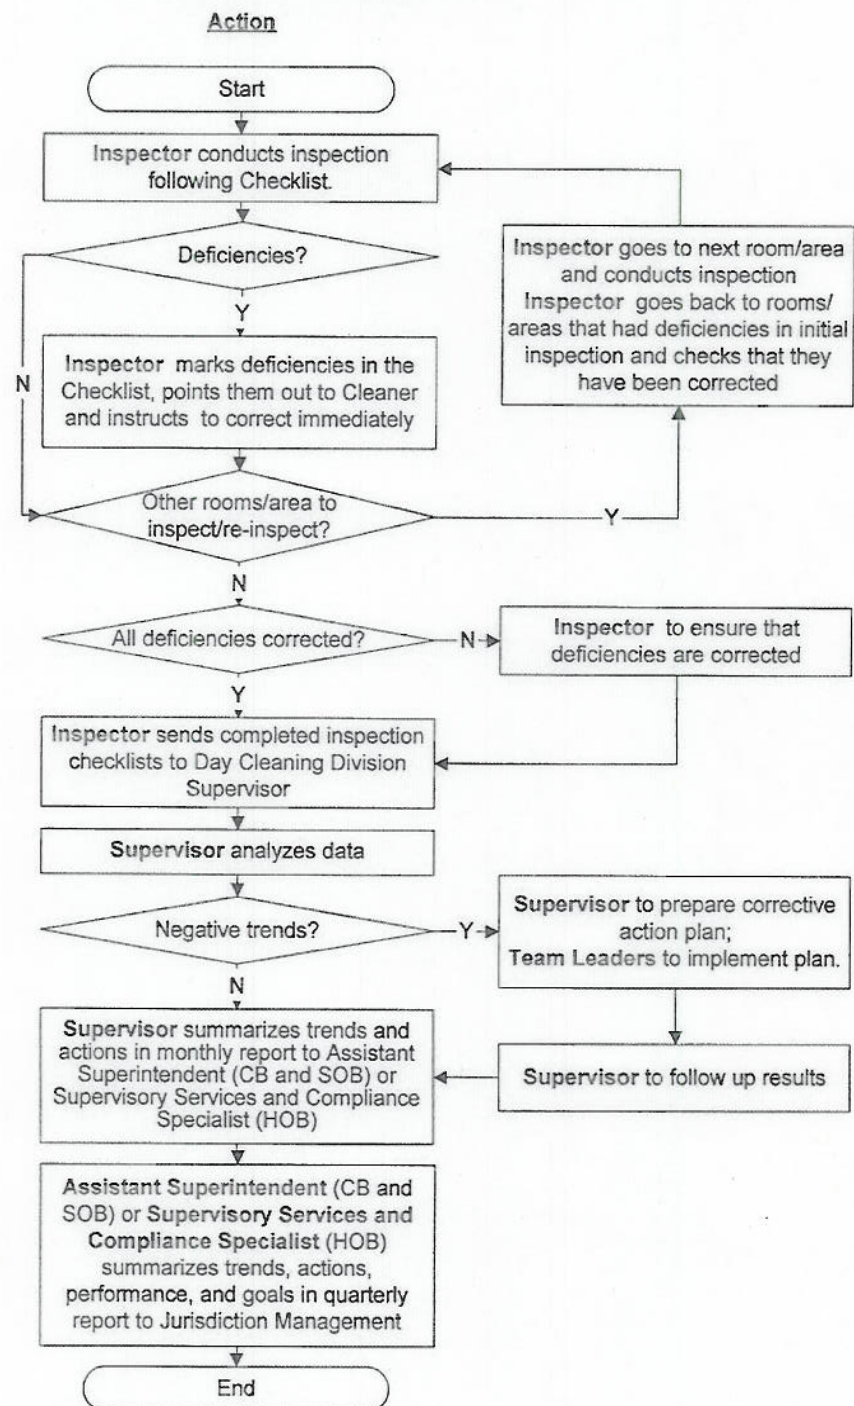 Action
Start
Inspector conducts inspection
following Checklist.
Deficiencies?
Y
N
Inspector marks deficiencies in the
Checklist, points them out to Cleaner
and instructs to correct immediately
Inspector goes to next room/area
and conducts inspection
Inspector goes back to rooms/
areas that had deficiencies in initial
inspection and checks that they
have been corrected
Other rooms/area to
inspect/re-inspect?
Y
N
All deficiencies corrected?
N
Inspector to ensure that
deficiencies are corrected
Y
Inspector sends completed inspection
checklists to Day Cleaning Division
Supervisor
Supervisor analyzes data
Negative trends?
Y
Supervisor to prepare corrective
action plan;
Team Leaders to implement plan.
N
Supervisor summarizes trends and
actions in monthly report to Assistant
Superintendent (CB and SOB) or
Supervisory Services and Compliance
Specialist (HOB)
Supervisor to follow up results
Assistant Superintendent (CB and
SOB) or Supervisory Services and
Compliance Specialist (HOB)
summarizes trends, actions,
performance, and goals in quarterly
report to Jurisdiction Management
End